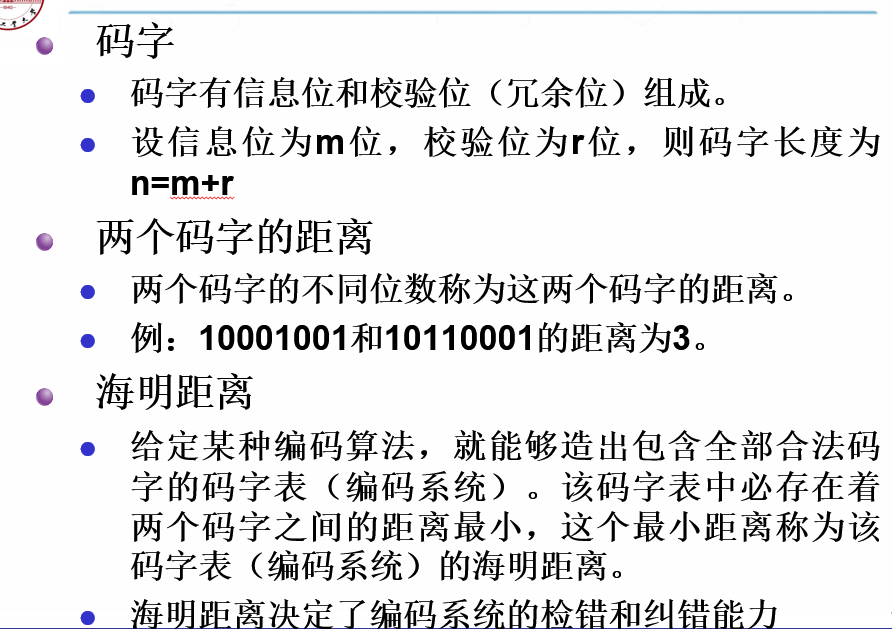 码字
码字有信息位和校验位（冗余位）组成。
设信息位为m位，校验位为r位，则码字长度为
n=m+r
两个码字的距离
两个码字的不同位数称为这两个码字的距离。
例：10001001和10110001的距离为3。
海明距离
给定某种编码算法，就能够造出包含全部合法码
字的码字表（编码系统）。该码字表中必存在着
两个码字之间的距离最小，这个最小距离称为该
码字表（编码系统）的海明距离。
海明距离决定了编码系统的检错和纠错能力